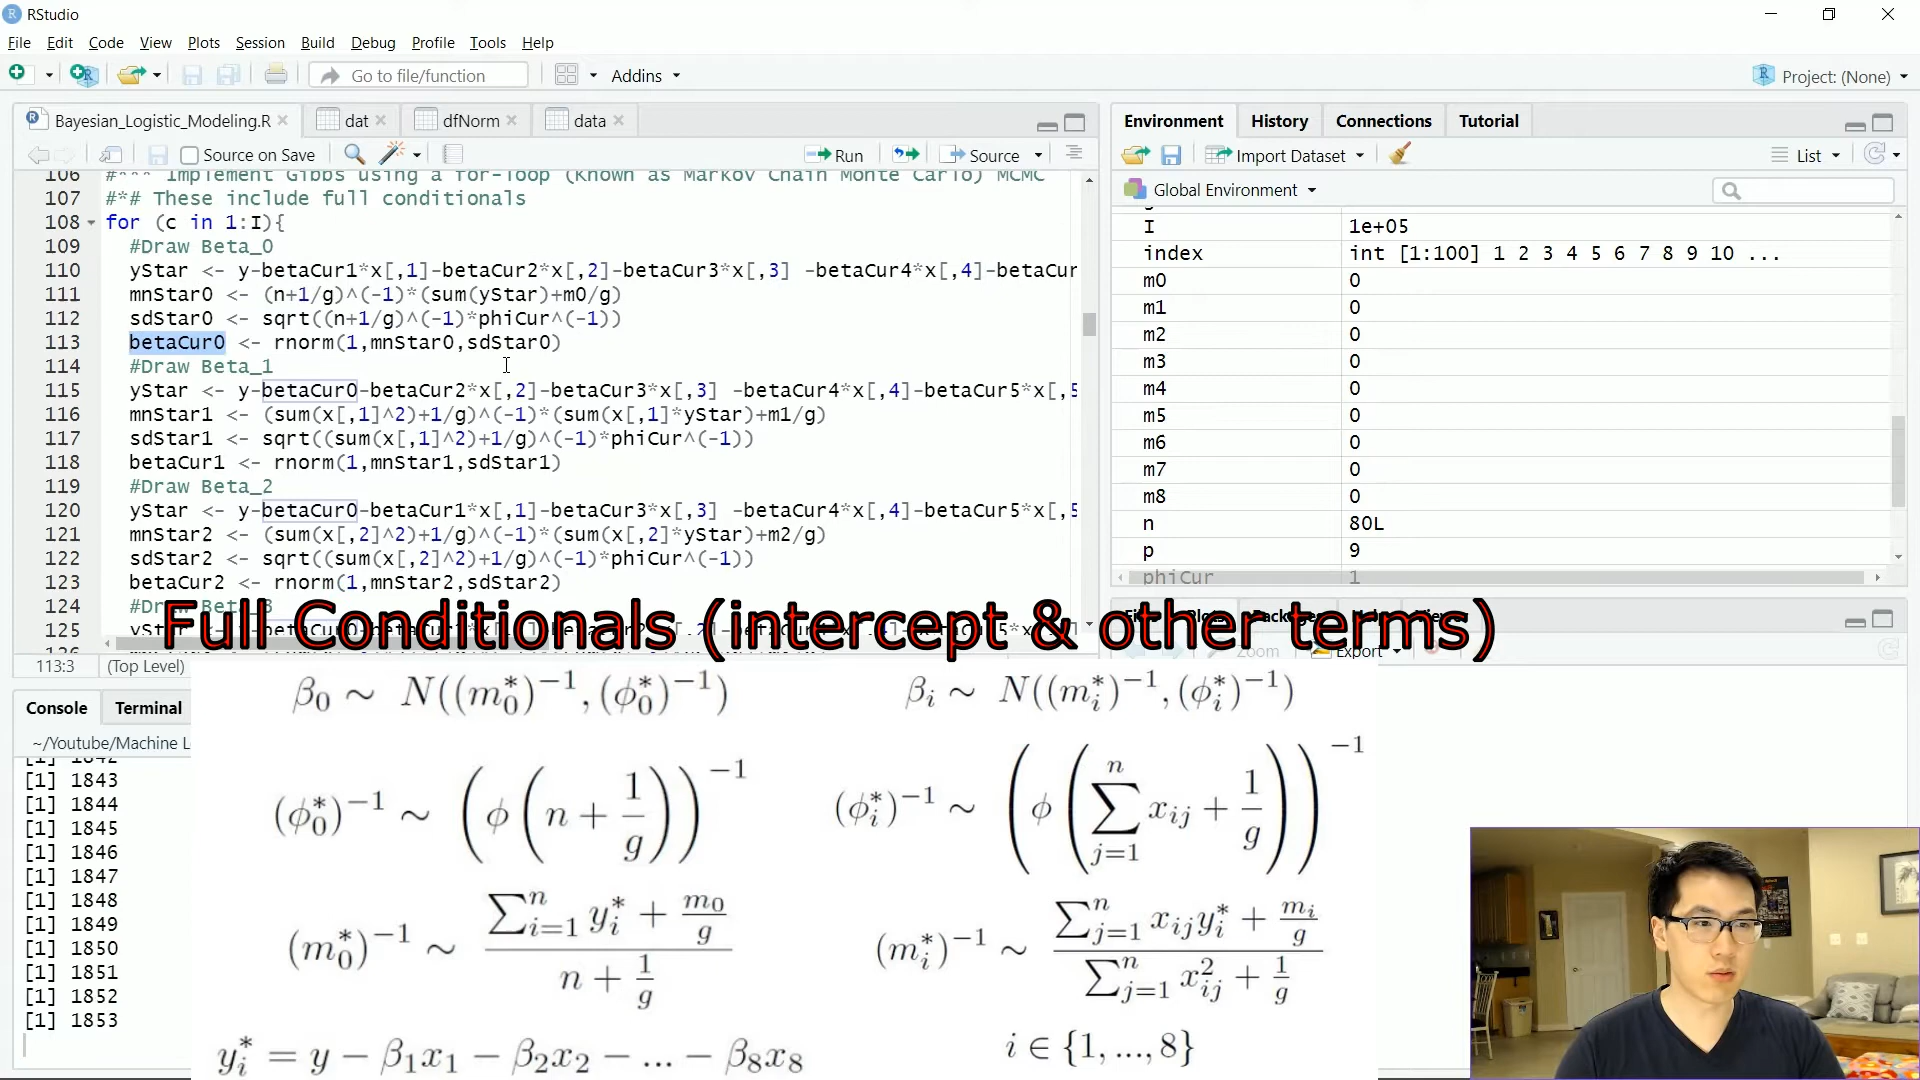 RStudio
File Edit Code View Plots Session Build Debug Profile Tools Help
Go to file/function Addins Project: (None)
Bayesian_Logistic_Modeling.R dat dfNorm data
Source on Save Run Source
106 #*** Implement Gibbs using a for-loop (Known as Markov Chain Monte Carlo) MCMC
107 #** These include full conditionals
108 for (c in 1:I){
109 #Draw Beta_0
110 yStar <- y-betaCur1*x[,1]-betaCur2*x[,2]-betaCur3*x[,3] -betaCur4*x[,4]-betaCur
111 mnStar0 <- (n+1/g)^(-1)*(sum(yStar)+m0/g)
112 sdStar0 <- sqrt((n+1/g)^(-1)*phiCur^(-1))
113 betaCur0 <- rnorm(1,mnStar0,sdStar0)
114 #Draw Beta_1
115 yStar <- y-betaCur0-betaCur2*x[,2]-betaCur3*x[,3] -betaCur4*x[,4]-betaCur5*x[,5
116 mnStar1 <- (sum(x[,1]^2)+1/g)^(-1)*(sum(x[,1]*yStar)+m1/g)
117 sdStar1 <- sqrt((sum(x[,1]^2)+1/g)^(-1)*phiCur^(-1))
118 betaCur1 <- rnorm(1,mnStar1,sdStar1)
119 #Draw Beta_2
120 yStar <- y-betaCur0-betaCur1*x[,1]-betaCur3*x[,3] -betaCur4*x[,4]-betaCur5*x[,5
121 mnStar2 <- (sum(x[,2]^2)+1/g)^(-1)*(sum(x[,2]*yStar)+m2/g)
122 sdStar2 <- sqrt((sum(x[,2]^2)+1/g)^(-1)*phiCur^(-1))
123 betaCur2 <- rnorm(1,mnStar2,sdStar2)
124
125
113:3 (Top Level)
Environment History Connections Tutorial
Import Dataset List
Global Environment
I 1e+05
index int [1:100] 1 2 3 4 5 6 7 8 9 10 ...
m0 0
m1 0
m2 0
m3 0
m4 0
m5 0
m6 0
m7 0
m8 0
n 80L
p 9
phiCur 1
Zoom Export
Full Conditionals (intercept & other terms)
Console Terminal
~/Youtube/Machine L
[1] 1842
[1] 1843
[1] 1844
[1] 1845
[1] 1846
[1] 1847
[1] 1848
[1] 1849
[1] 1850
[1] 1851
[1] 1852
[1] 1853
β₀ ~ N((m₀*)⁻¹, (ϕ₀*)⁻¹)
(ϕ₀*)⁻¹ ~ (ϕ(n + 1/g))⁻¹
(m₀*)⁻¹ ~ (∑ⁿᵢ₌₁ yᵢ* + m₀/g) / (n + 1/g)
yᵢ* = y − β₁x₁ − β₂x₂ − ... − β₈x₈
βᵢ ~ N((mᵢ*)⁻¹, (ϕᵢ*)⁻¹)
(ϕᵢ*)⁻¹ ~ (ϕ(∑ⁿⱼ₌₁ xᵢⱼ + 1/g))⁻¹
(mᵢ*)⁻¹ ~ (∑ⁿⱼ₌₁ xᵢⱼyᵢ* + mᵢ/g) / (∑ⁿⱼ₌₁ xᵢⱼ² + 1/g)
i ∈ {1, ..., 8}